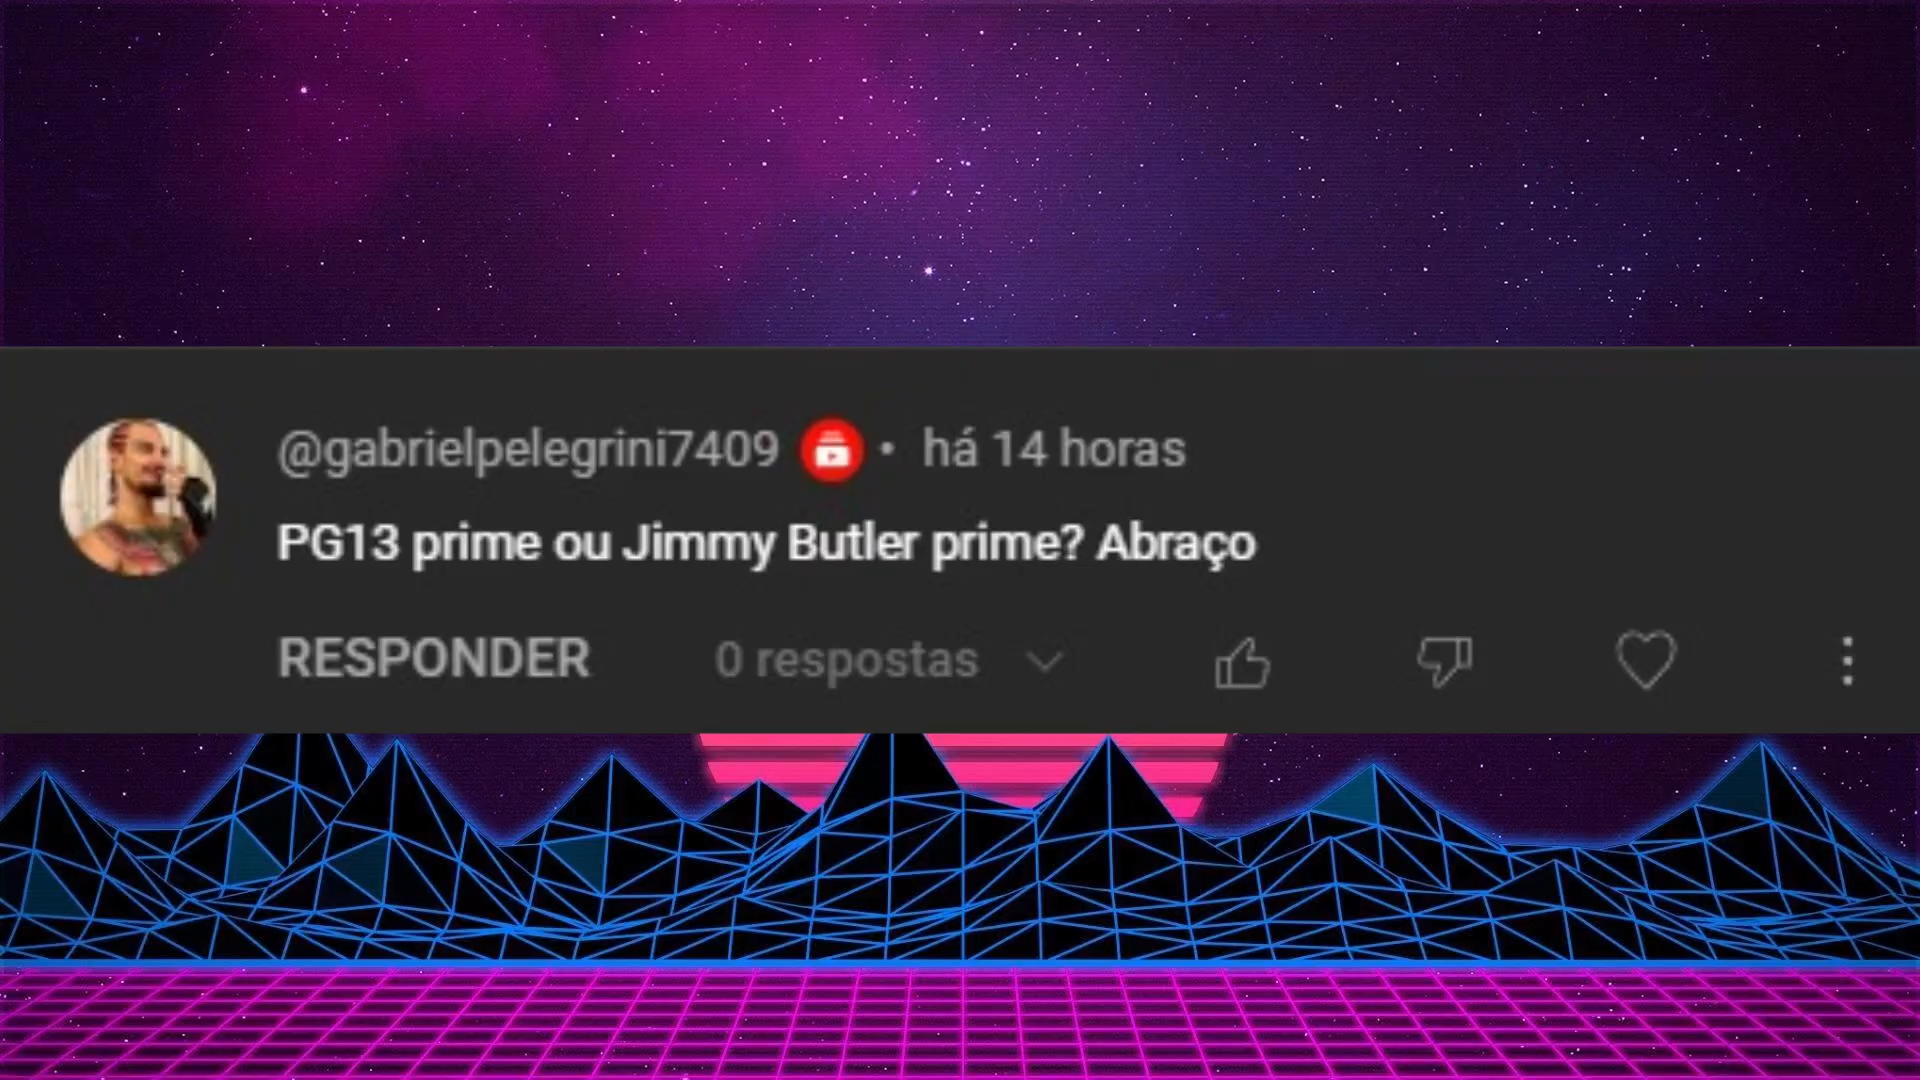 @gabrielpelegrini7409 • há 14 horas
PG13 prime ou Jimmy Butler prime? Abraço
RESPONDER 0 respostas